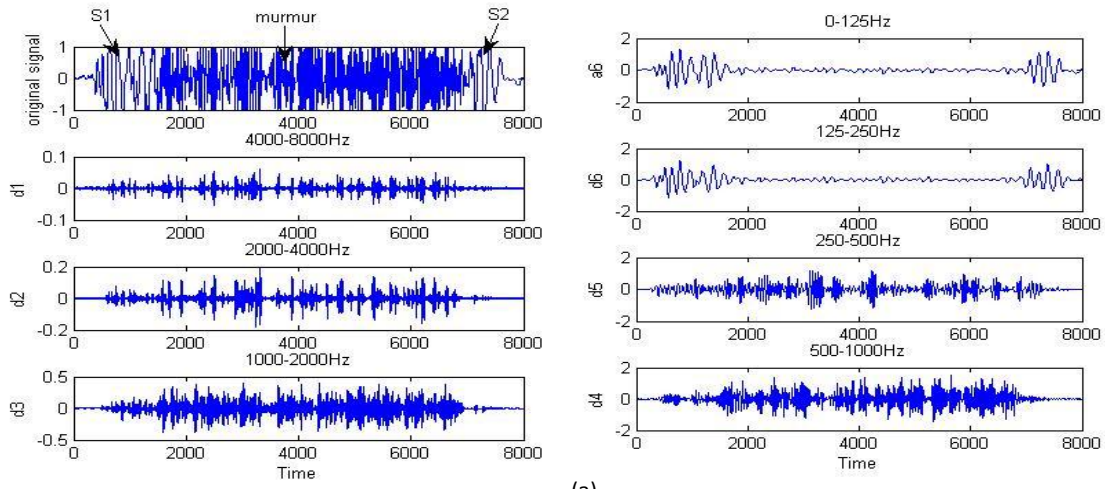 S1 murmur S2
original signal
1
0
-1
0 2000 4000 6000 8000
4000-8000Hz
d1
0.1
0
-0.1
0 2000 4000 6000 8000
2000-4000Hz
d2
0.2
0
-0.2
0 2000 4000 6000 8000
1000-2000Hz
d3
0.5
0
-0.5
0 2000 4000 6000 8000
Time
0-125Hz
a6
2
0
-2
0 2000 4000 6000 8000
125-250Hz
d6
2
0
-2
0 2000 4000 6000 8000
250-500Hz
d5
2
0
-2
0 2000 4000 6000 8000
500-1000Hz
d4
2
0
-2
0 2000 4000 6000 8000
Time